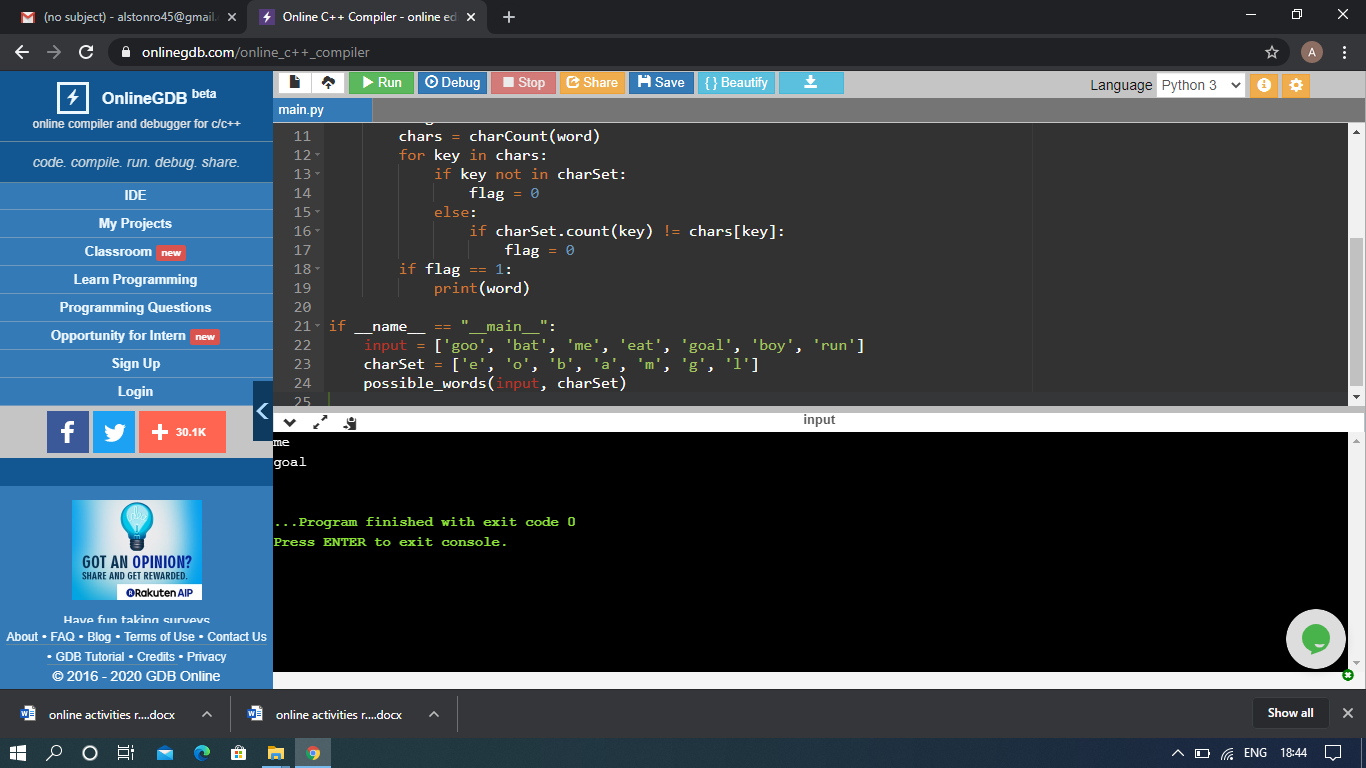 (no subject) - alstonro45@gmail.
Online C++ Compiler - online ed
onlinegdb.com/online_c++_compiler
A
OnlineGDB beta
online compiler and debugger for c/c++
code. compile. run. debug. share.
IDE
My Projects
Classroom new
Learn Programming
Programming Questions
Opportunity for Intern new
Sign Up
Login
f
+ 30.1K
GOT AN OPINION?
SHARE AND GET REWARDED.
Rakuten AIP
Have fun taking surveys
About • FAQ • Blog • Terms of Use • Contact Us
• GDB Tutorial • Credits • Privacy
© 2016 - 2020 GDB Online
Run Debug Stop Share Save { } Beautify
Language Python 3
main.py
11 chars = charCount(word)
12 for key in chars:
13 if key not in charSet:
14 flag = 0
15 else:
16 if charSet.count(key) != chars[key]:
17 flag = 0
18 if flag == 1:
19 print(word)
20
21 if __name__ == "__main__":
22 input = ['goo', 'bat', 'me', 'eat', 'goal', 'boy', 'run']
23 charSet = ['e', 'o', 'b', 'a', 'm', 'g', 'l']
24 possible_words(input, charSet)
25
input
me
goal
...Program finished with exit code 0
Press ENTER to exit console.
online activities r....docx
online activities r....docx
Show all
ENG 18:44